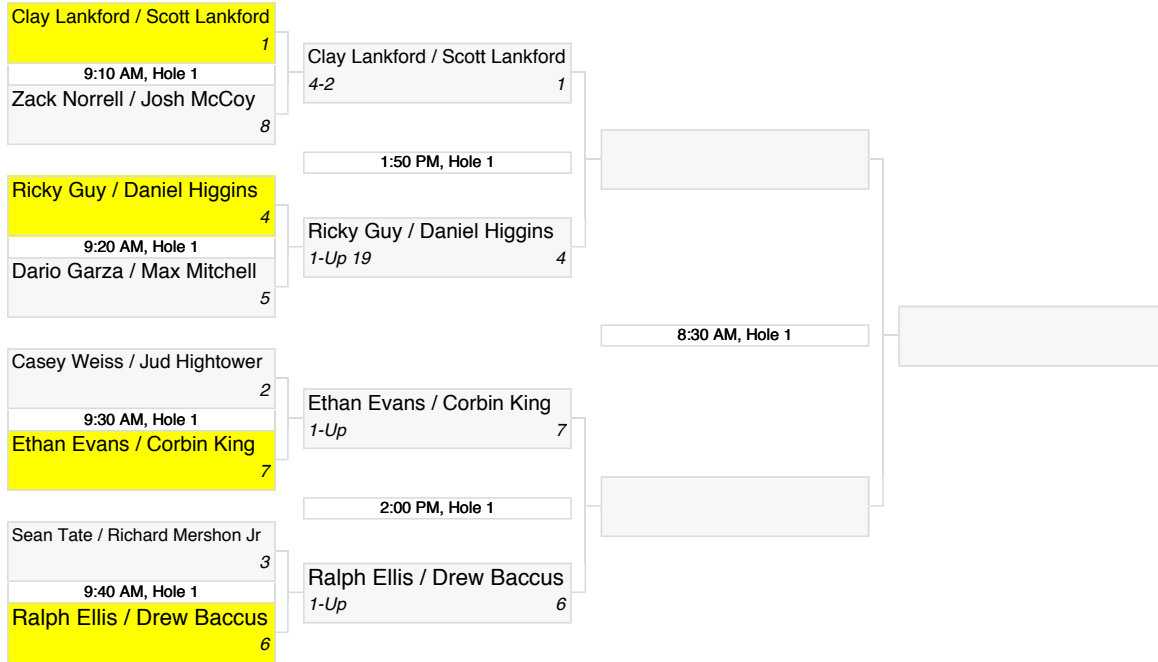 Clay Lankford / Scott Lankford
1
9:10 AM, Hole 1
Zack Norrell / Josh McCoy
8
Ricky Guy / Daniel Higgins
4
9:20 AM, Hole 1
Dario Garza / Max Mitchell
5
Casey Weiss / Jud Hightower
2
9:30 AM, Hole 1
Ethan Evans / Corbin King
7
Sean Tate / Richard Mershon Jr
3
9:40 AM, Hole 1
Ralph Ellis / Drew Baccus
6
Clay Lankford / Scott Lankford
4-2 1
1:50 PM, Hole 1
Ricky Guy / Daniel Higgins
1-Up 19 4
Ethan Evans / Corbin King
1-Up 7
2:00 PM, Hole 1
Ralph Ellis / Drew Baccus
1-Up 6
8:30 AM, Hole 1